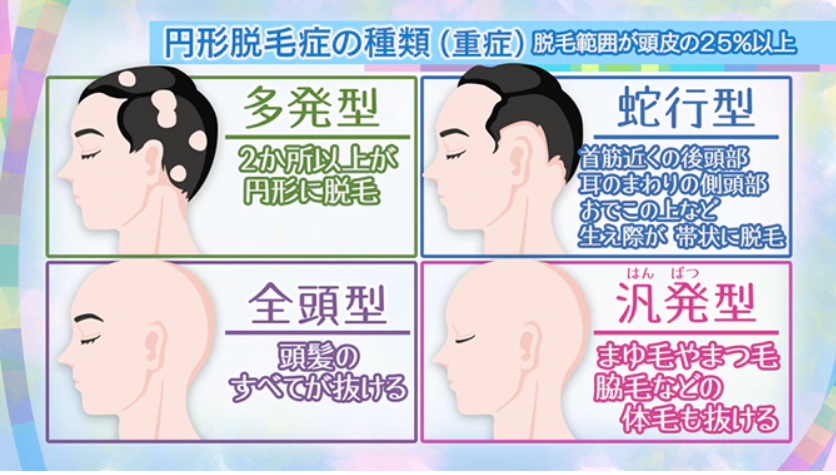 円形脱毛症の種類(重症) 脱毛範囲が頭皮の25%以上
多発型
2か所以上が
円形に脱毛
蛇行型
首筋近くの後頭部
耳のまわりの側頭部
おでこの上など
生え際が 帯状に脱毛
全頭型
頭髪の
すべてが抜ける
はん ぱつ
汎発型
まゆ毛やまつ毛
脇毛などの
体毛も抜ける